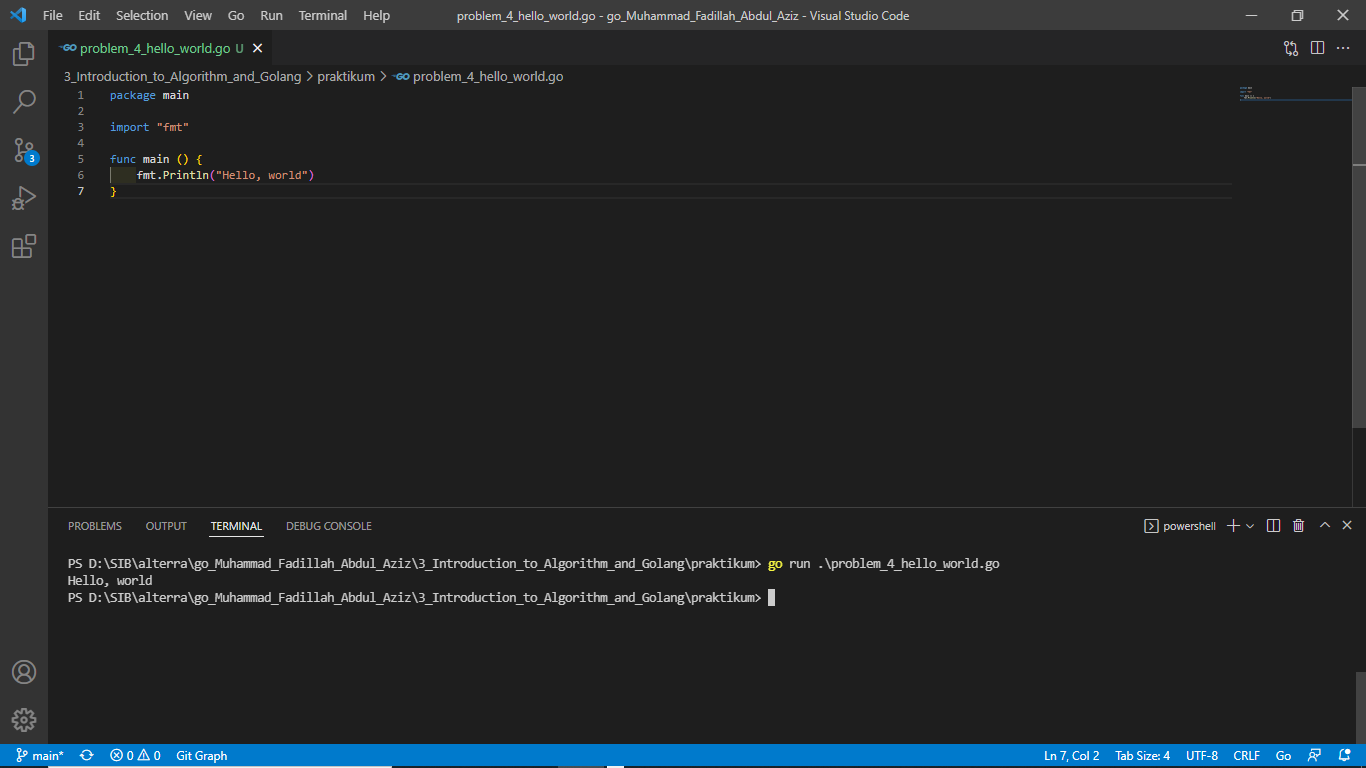 File Edit Selection View Go Run Terminal Help problem_4_hello_world.go - go_Muhammad_Fadillah_Abdul_Aziz - Visual Studio Code
GO problem_4_hello_world.go U
3_Introduction_to_Algorithm_and_Golang > praktikum > GO problem_4_hello_world.go
1 package main
2
3 import "fmt"
4
5 func main () {
6 fmt.Println("Hello, world")
7 }
3
PROBLEMS OUTPUT TERMINAL DEBUG CONSOLE powershell
PS D:\SIB\alterra\go_Muhammad_Fadillah_Abdul_Aziz\3_Introduction_to_Algorithm_and_Golang\praktikum> go run .\problem_4_hello_world.go
Hello, world
PS D:\SIB\alterra\go_Muhammad_Fadillah_Abdul_Aziz\3_Introduction_to_Algorithm_and_Golang\praktikum>
main* 0 0 Git Graph Ln 7, Col 2 Tab Size: 4 UTF-8 CRLF Go